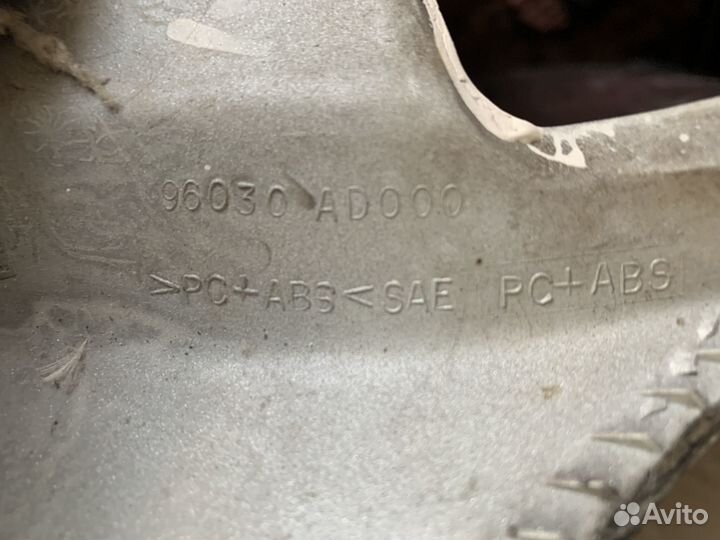 96030 AD000
>PC+ABS< SAE PC+ABS
Avito